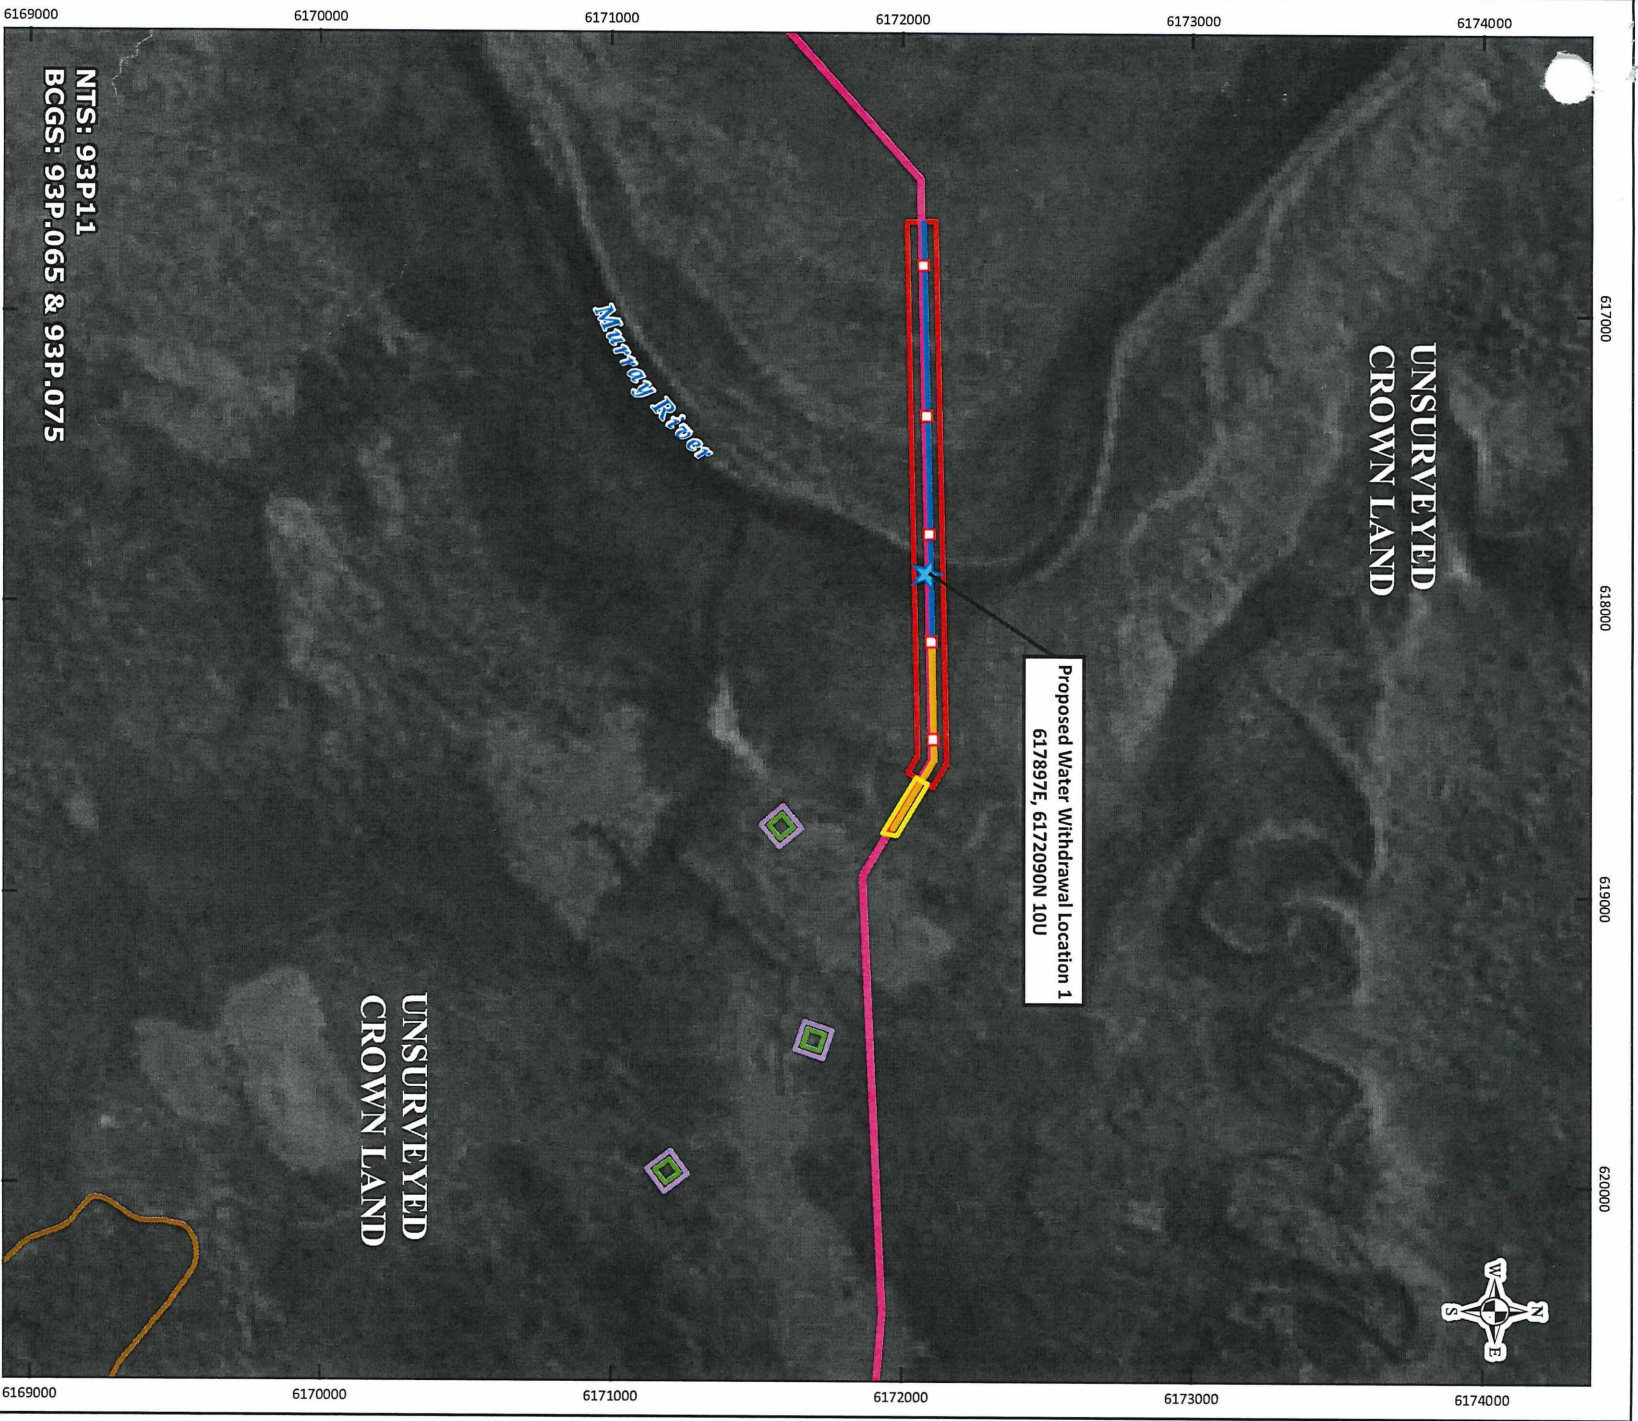 6169000
6170000
6171000
6172000
6173000
6174000
617000
618000
619000
620000
UNSURVEYED
CROWN LAND
Proposed Water Withdrawal Location 1
617897E, 6172090N 10U
Murray River
NTS: 93P11
BCGS: 93P.065 & 93P.075
UNSURVEYED
CROWN LAND
N
W
E
S
6169000
6170000
6171000
6172000
6173000
6174000